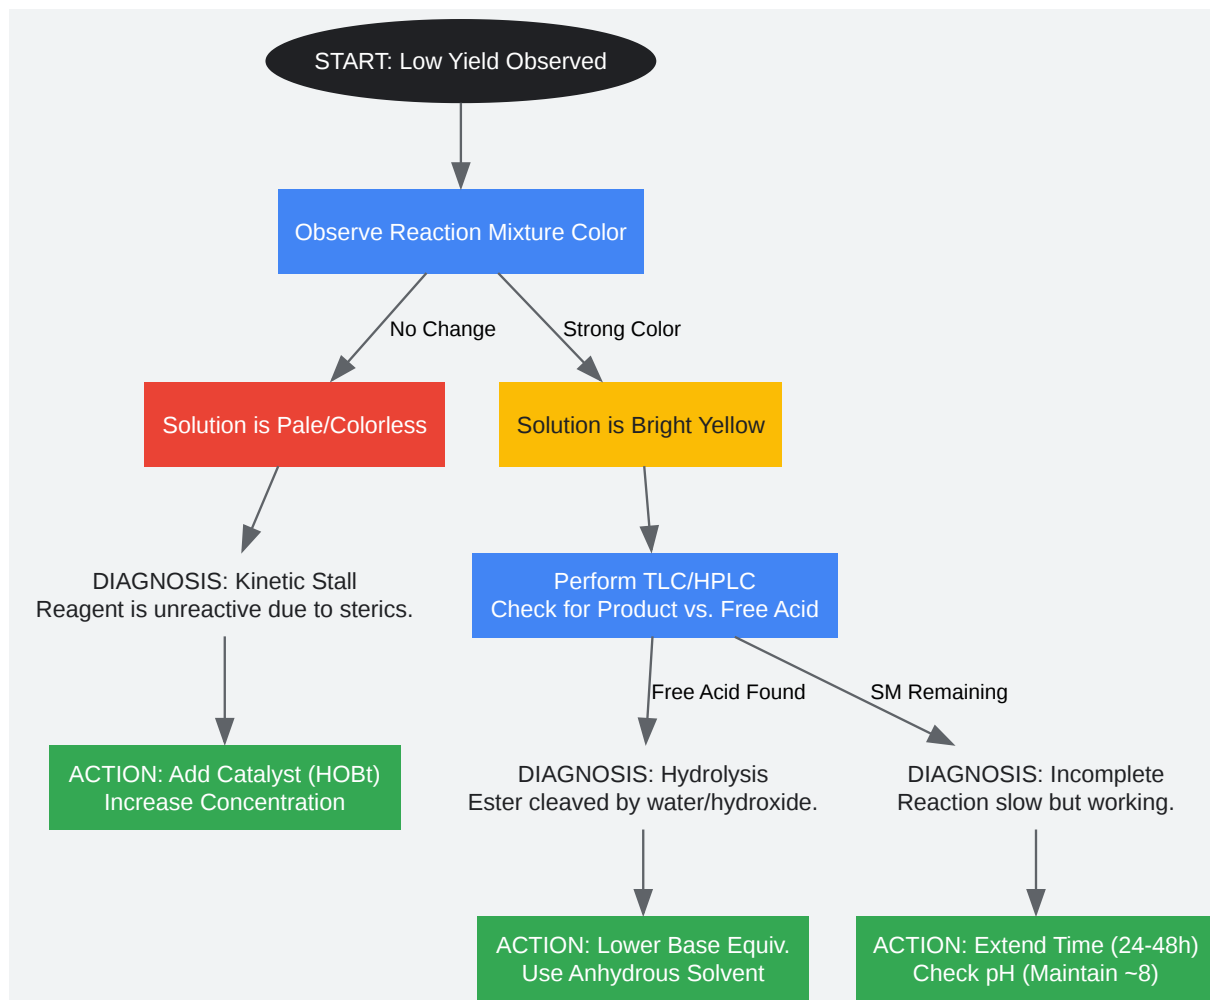 START: Low Yield Observed
Observe Reaction Mixture Color
No Change
Strong Color
Solution is Pale/Colorless
Solution is Bright Yellow
DIAGNOSIS: Kinetic Stall
Reagent is unreactive due to sterics.
Perform TLC/HPLC
Check for Product vs. Free Acid
Free Acid Found
SM Remaining
ACTION: Add Catalyst (HOBt)
Increase Concentration
DIAGNOSIS: Hydrolysis
Ester cleaved by water/hydroxide.
DIAGNOSIS: Incomplete
Reaction slow but working.
ACTION: Lower Base Equiv.
Use Anhydrous Solvent
ACTION: Extend Time (24-48h)
Check pH (Maintain ~8)